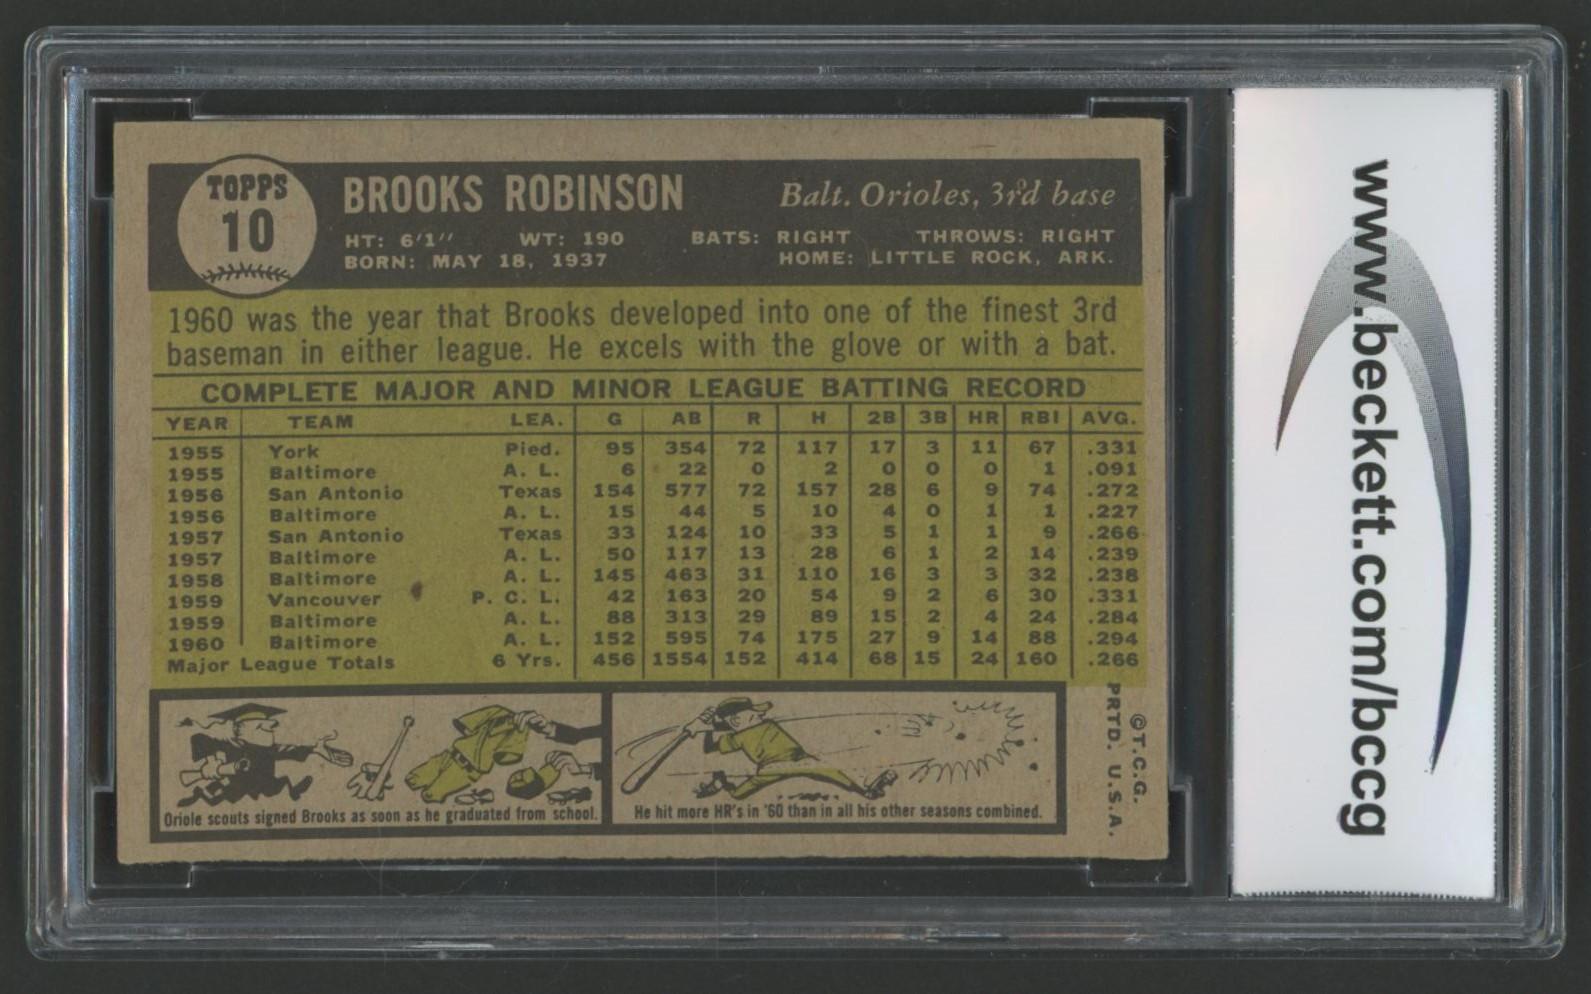 TOPPS
10
BROOKS ROBINSON
Balt. Orioles, 3rd base
HT: 6'1" WT: 190 BATS: RIGHT THROWS: RIGHT
BORN: MAY 18, 1937 HOME: LITTLE ROCK, ARK.
1960 was the year that Brooks developed into one of the finest 3rd
baseman in either league. He excels with the glove or with a bat.
COMPLETE MAJOR AND MINOR LEAGUE BATTING RECORD
YEAR TEAM LEA. G AB R H 2B 3B HR RBI AVG.
1955 York Pied. 95 354 72 117 17 3 11 67 .331
1955 Baltimore A. L. 6 22 0 2 0 0 0 1 .091
1956 San Antonio Texas 154 577 72 157 28 6 9 74 .272
1956 Baltimore A. L. 15 44 5 10 4 0 1 1 .227
1957 San Antonio Texas 33 124 10 33 5 1 1 9 .266
1957 Baltimore A. L. 50 117 13 28 6 1 2 14 .239
1958 Baltimore A. L. 145 463 31 110 16 3 3 32 .238
1959 Vancouver P. C. L. 42 163 20 54 9 2 6 30 .331
1959 Baltimore A. L. 88 313 29 89 15 2 4 24 .284
1960 Baltimore A. L. 152 595 74 175 27 9 14 88 .294
Major League Totals 6 Yrs. 456 1554 152 414 68 15 24 160 .266
Oriole scouts signed Brooks as soon as he graduated from school.
He hit more HR's in '60 than in all his other seasons combined.
©T.C.G.
PRTD. U.S.A.
www.beckett.com/bccg